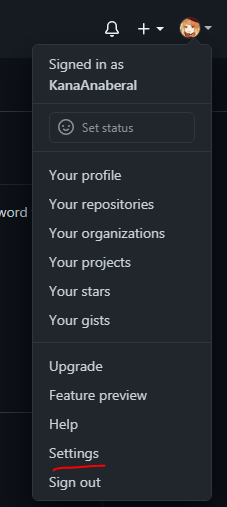 Signed in as
KanaAnaberal
Set status
Your profile
word
Your repositories
Your organizations
Your projects
Your stars
Your gists
Upgrade
Feature preview
Help
Settings
Sign out